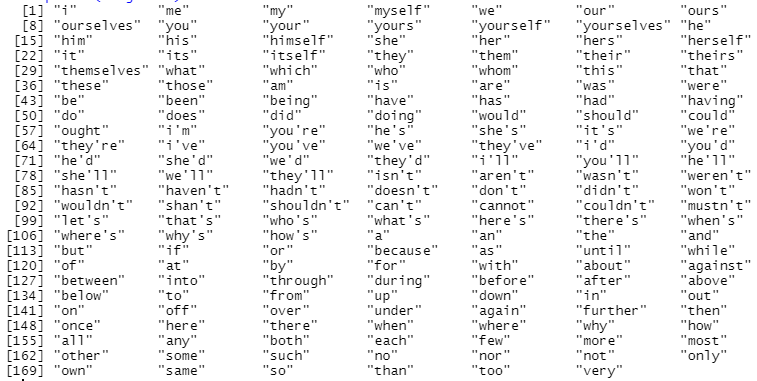 [1] "i" "me" "my" "myself" "we" "our" "ours"
[8] "ourselves" "you" "your" "yours" "yourself" "yourselves" "he"
[15] "him" "his" "himself" "she" "her" "hers" "herself"
[22] "it" "its" "itself" "they" "them" "their" "theirs"
[29] "themselves" "what" "which" "who" "whom" "this" "that"
[36] "these" "those" "am" "is" "are" "was" "were"
[43] "be" "been" "being" "have" "has" "had" "having"
[50] "do" "does" "did" "doing" "would" "should" "could"
[57] "ought" "i'm" "you're" "he's" "she's" "it's" "we're"
[64] "they're" "i've" "you've" "we've" "they've" "i'd" "you'd"
[71] "he'd" "she'd" "we'd" "they'd" "i'll" "you'll" "he'll"
[78] "she'll" "we'll" "they'll" "isn't" "aren't" "wasn't" "weren't"
[85] "hasn't" "haven't" "hadn't" "doesn't" "don't" "didn't" "won't"
[92] "wouldn't" "shan't" "shouldn't" "can't" "cannot" "couldn't" "mustn't"
[99] "let's" "that's" "who's" "what's" "here's" "there's" "when's"
[106] "where's" "why's" "how's" "a" "an" "the" "and"
[113] "but" "if" "or" "because" "as" "until" "while"
[120] "of" "at" "by" "for" "with" "about" "against"
[127] "between" "into" "through" "during" "before" "after" "above"
[134] "below" "to" "from" "up" "down" "in" "out"
[141] "on" "off" "over" "under" "again" "further" "then"
[148] "once" "here" "there" "when" "where" "why" "how"
[155] "all" "any" "both" "each" "few" "more" "most"
[162] "other" "some" "such" "no" "nor" "not" "only"
[169] "own" "same" "so" "than" "too" "very"